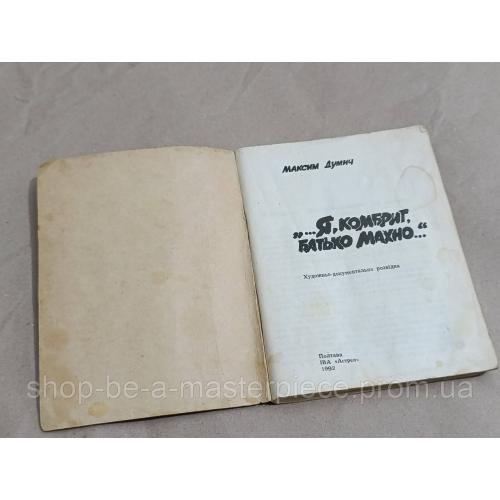 Максим Думич
„...Я, КОМБРИГ,
БАТЬКО МАХНО...“
Художньо-документальна розвідка
Полтава
ІВА «Астрея»
1992
shop-be-a-masterpiece.prom.ua